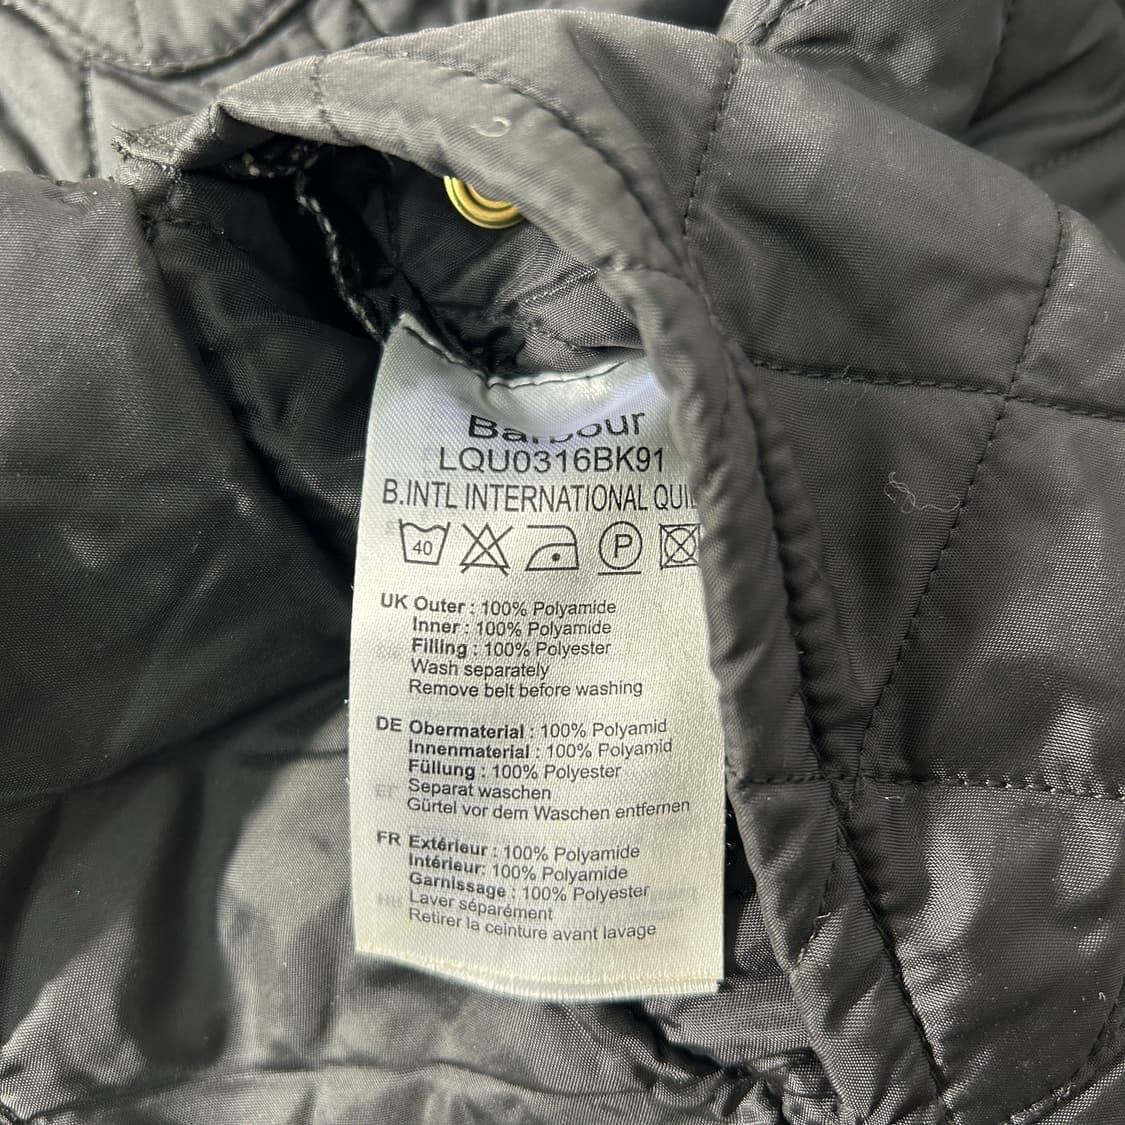 Barbour
LQU0316BK91
B.INTL INTERNATIONAL
40
P
UK Outer : 100% Polyamide
Inner : 100% Polyamide
Filling : 100% Polyester
Wash separately
Remove belt before washing
DE Obermaterial : 100% Polyamid
Innenmaterial : 100% Polyamid
Füllung : 100% Polyester
Separat waschen
Gürtel vor dem Waschen entfernen
FR Extérieur : 100% Polyamide
Intérieur: 100% Polyamide
Garnissage : 100% Polyester
Laver séparément
Retirer la ceinture avant lavage